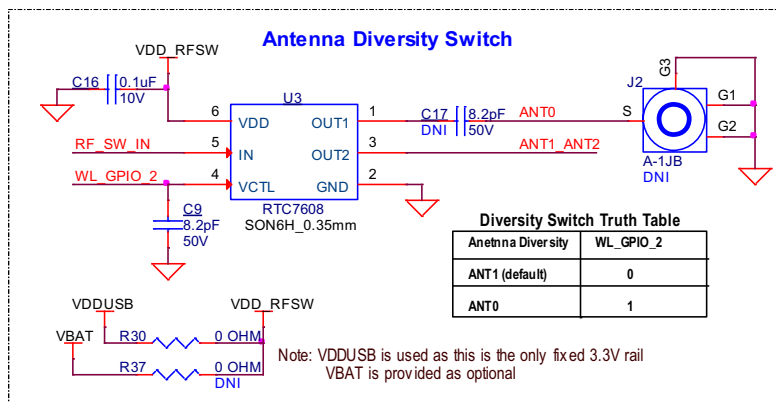 Antenna Diversity Switch
VDD_RFSW
C16
0.1uF
10V
U3
6
VDD
OUT1
1
C17
DNI
8.2pF
50V
ANT0
J2
G3
S
G1
G2
A-1JB
DNI
RF_SW_IN
5
IN
OUT2
3
ANT1_ANT2
WL_GPIO_2
4
VCTL
GND
2
C9
8.2pF
50V
RTC7608
SON6H_0.35mm
Diversity Switch Truth Table
Anetnna Diversity WL_GPIO_2
ANT1 (default) 0
ANT0 1
VDDUSB
VDD_RFSW
VBAT
R30
0 OHM
R37
0 OHM
DNI
Note: VDDUSB is used as this is the only fixed 3.3V rail
VBAT is provided as optional